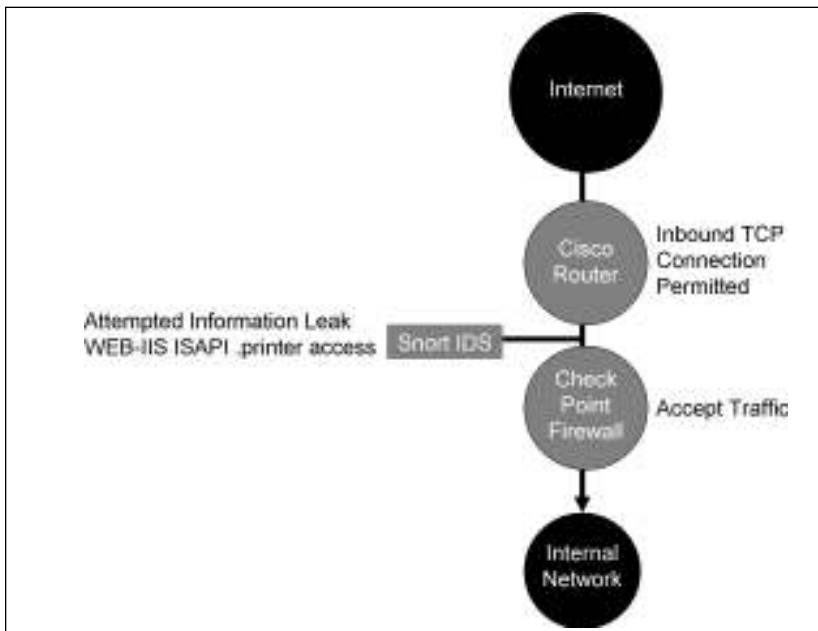 Internet
Cisco
Router
Inbound TCP
Connection
Permitted
Attempted Information Leak
WEB-IIS ISAPI .printer access
Snort IDS
Check
Point
Firewall
Accept Traffic
Internal
Network